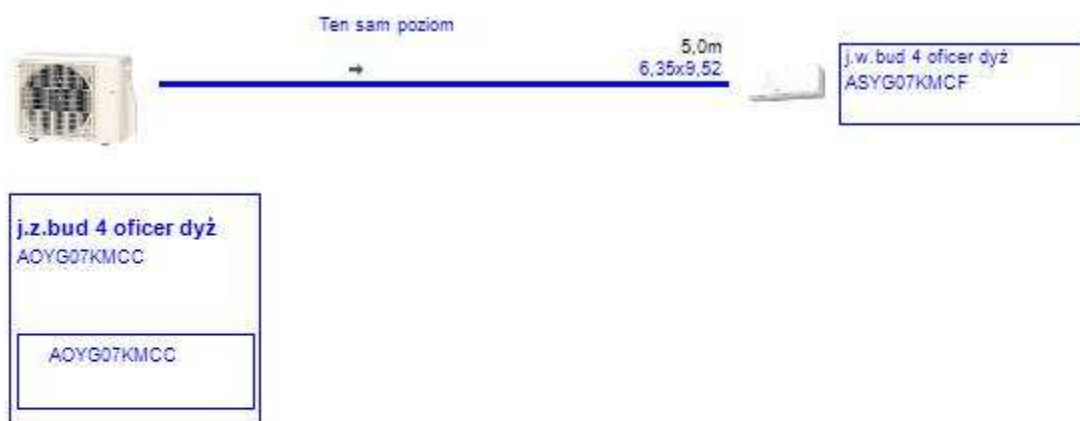 Ten sam poziom
5,0m
6,35x9,52
j.w.bud 4 oficer dyż
ASYG07KMCF
j.z.bud 4 oficer dyż
AOYG07KMCC
AOYG07KMCC